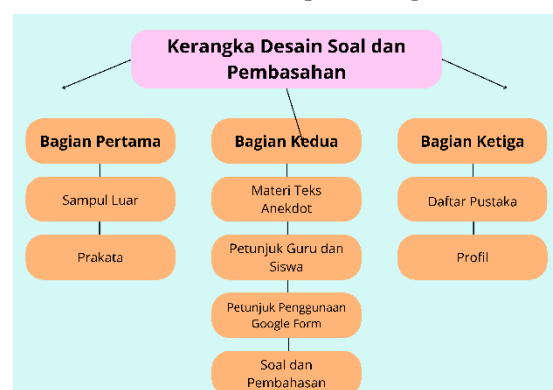 Kerangka Desain Soal dan
Pembasahan
Bagian Pertama
Sampul Luar
Prakata
Bagian Kedua
Materi Teks
Anekdot
Petunjuk Guru dan
Siswa
Petunjuk Penggunaan
Google Form
Soal dan
Pembahasan
Bagian Ketiga
Daftar Pustaka
Profil